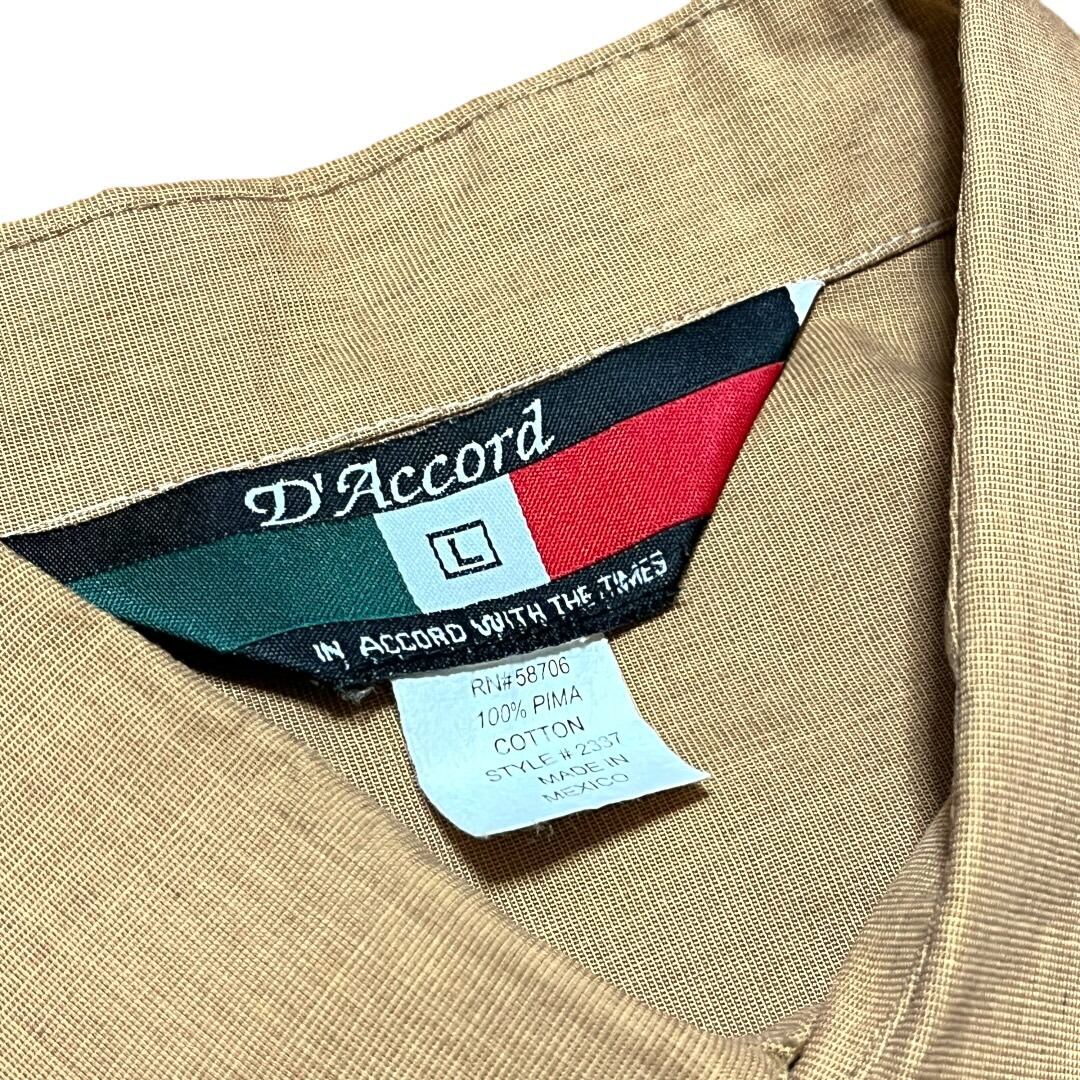 D'Accord
L
IN ACCORD WITH THE TIMES
RN#58706
100% PIMA
COTTON
STYLE # 2337
MADE IN
MEXICO